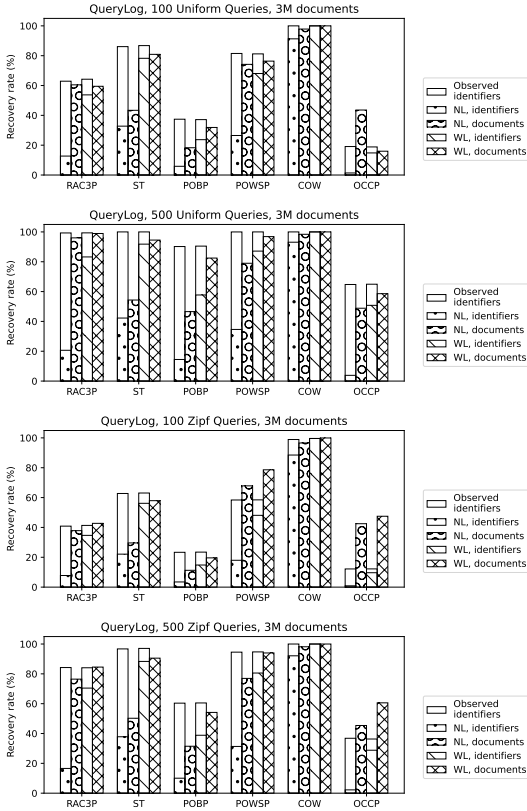 QueryLog, 100 Uniform Queries, 3M documents
Recovery rate (%)
100
80
60
40
20
0
RAC3P ST POBP POWSP COW OCCP
Observed
identifiers
NL, identifiers
NL, documents
WL, identifiers
WL, documents
QueryLog, 500 Uniform Queries, 3M documents
Recovery rate (%)
100
80
60
40
20
0
RAC3P ST POBP POWSP COW OCCP
Observed
identifiers
NL, identifiers
NL, documents
WL, identifiers
WL, documents
QueryLog, 100 Zipf Queries, 3M documents
Recovery rate (%)
100
80
60
40
20
0
RAC3P ST POBP POWSP COW OCCP
Observed
identifiers
NL, identifiers
NL, documents
WL, identifiers
WL, documents
QueryLog, 500 Zipf Queries, 3M documents
Recovery rate (%)
100
80
60
40
20
0
RAC3P ST POBP POWSP COW OCCP
Observed
identifiers
NL, identifiers
NL, documents
WL, identifiers
WL, documents